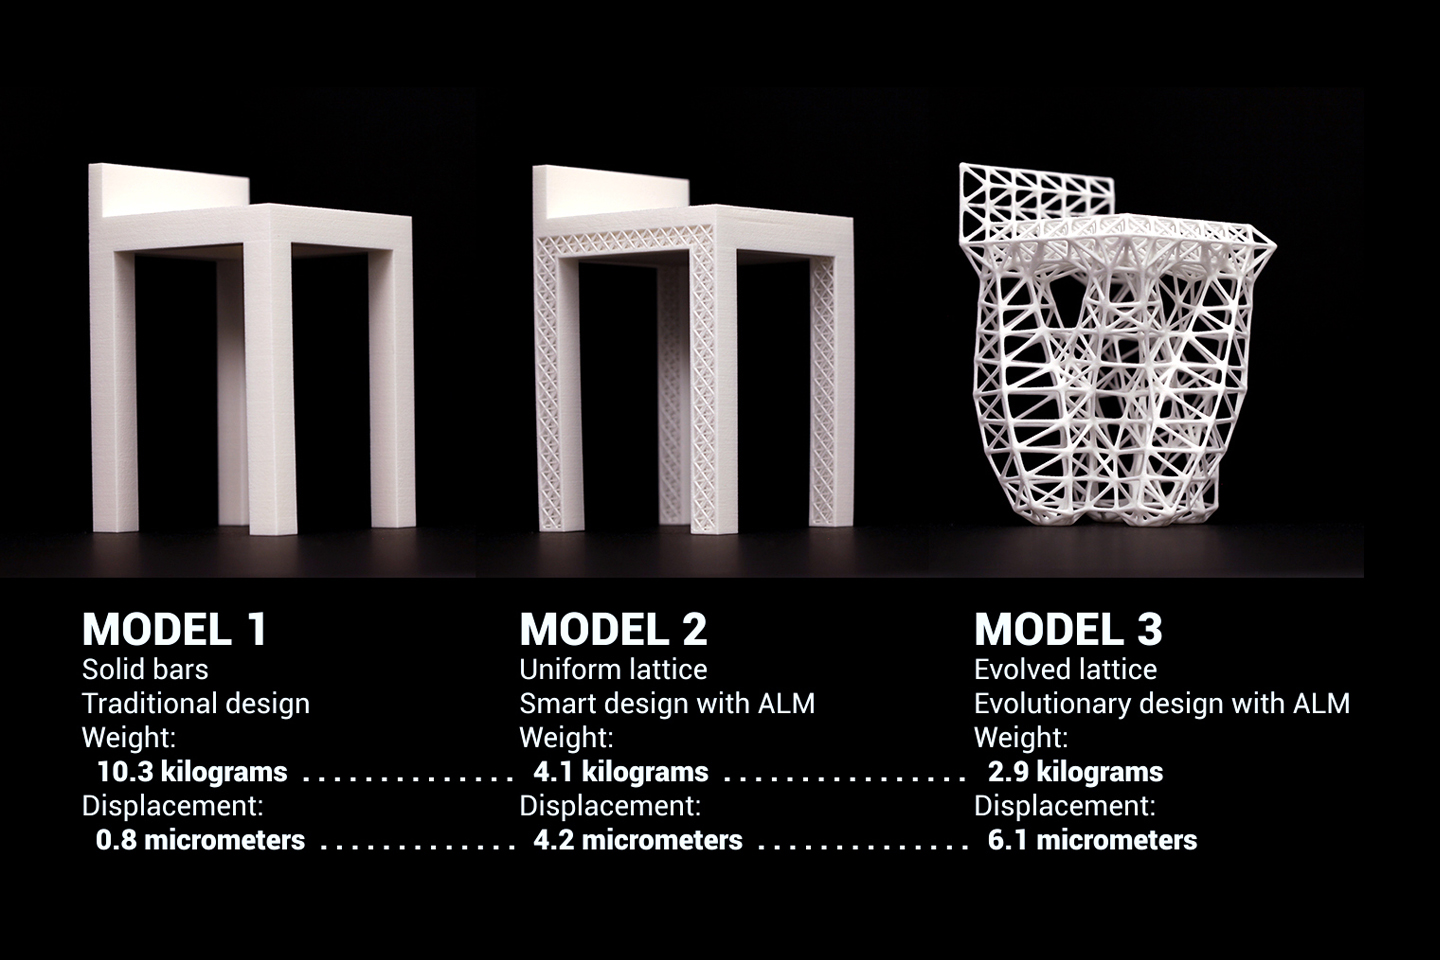 MODEL 1
Solid bars
Traditional design
Weight:
10.3 kilograms
Displacement:
0.8 micrometers
MODEL 2
Uniform lattice
Smart design with ALM
Weight:
4.1 kilograms
Displacement:
4.2 micrometers
MODEL 3
Evolved lattice
Evolutionary design with ALM
Weight:
2.9 kilograms
Displacement:
6.1 micrometers